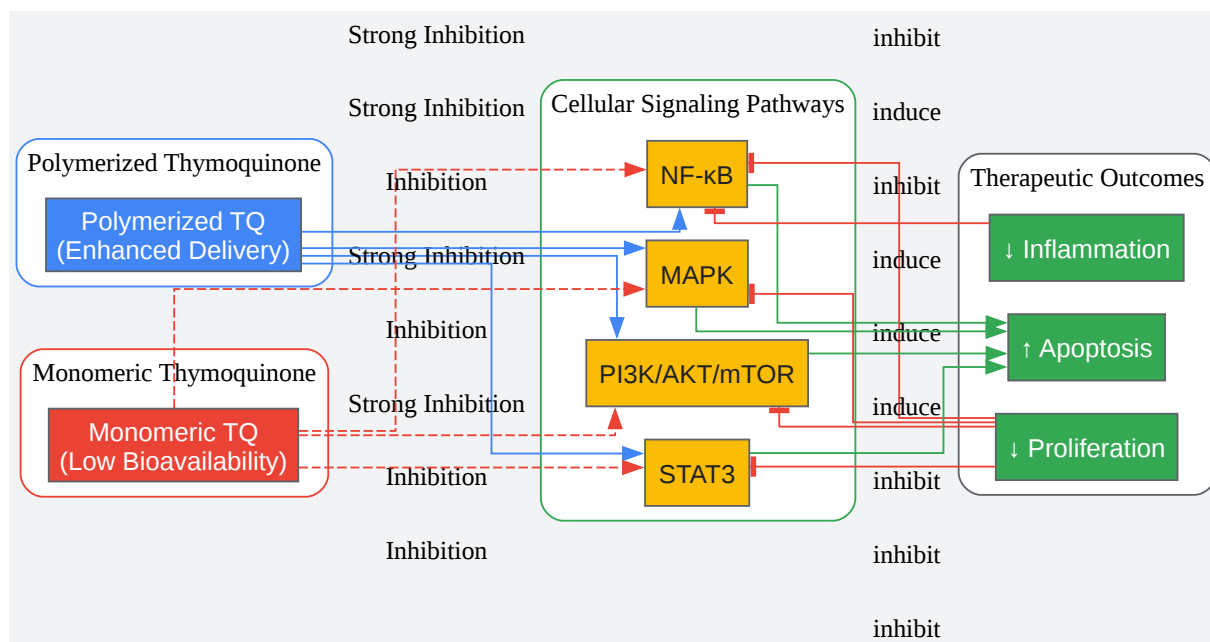 Strong Inhibition
inhibit
Strong Inhibition
Cellular Signaling Pathways
induce
Polymerized Thymoquinone
NF-κB
Inhibition
inhibit
Therapeutic Outcomes
Polymerized TQ
(Enhanced Delivery)
Strong Inhibition
MAPK
induce
↓ Inflammation
Inhibition
induce
↑ Apoptosis
Monomeric Thymoquinone
PI3K/AKT/mTOR
Strong Inhibition
induce
Monomeric TQ
(Low Bioavailability)
↓ Proliferation
Inhibition
STAT3
inhibit
Inhibition
inhibit
inhibit